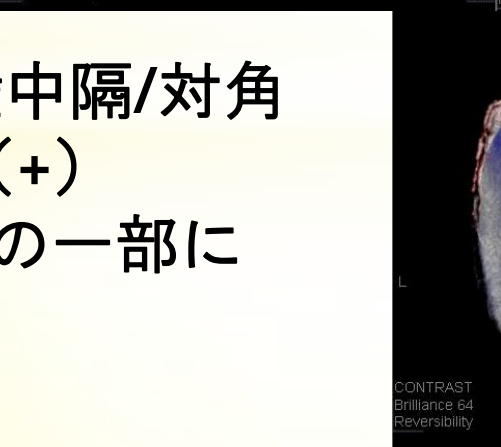 中隔/対角
(+)
の一部に
L
CONTRAST
Brilliance 64
Reversibility